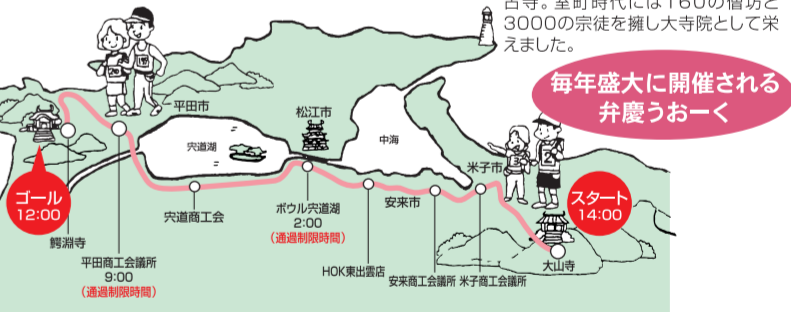 古寺。室町時代には160の僧坊と
3000の宗徒を擁し大寺院として栄
えました。
毎年盛大に開催される
弁慶うおーく
平田市
松江市
中海
宍道湖
米子市
安来市
ゴール
12:00
スタート
14:00
鰐淵寺
平田商工会議所
9:00
(通過制限時間)
宍道商工会
ボウル宍道湖
2:00
(通過制限時間)
HOK東出雲店
安来商工会議所
米子商工会議所
大山寺